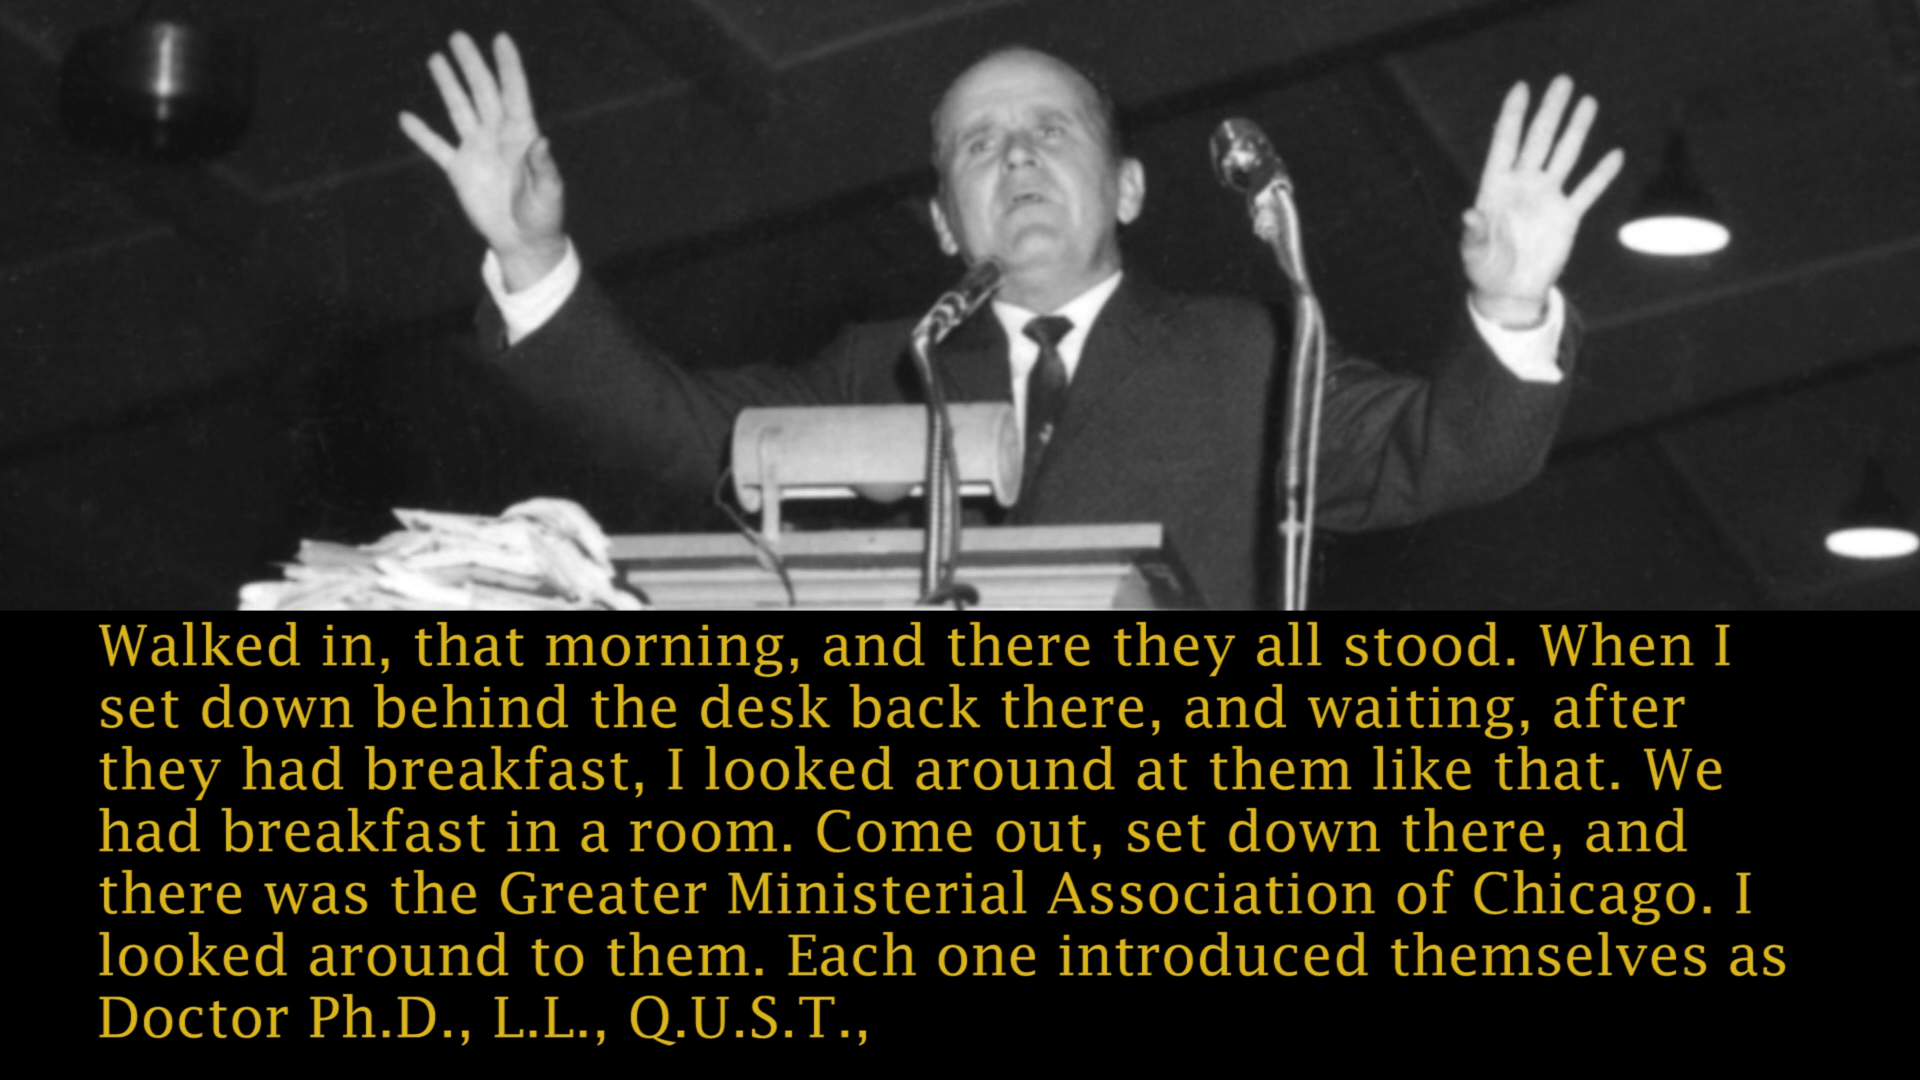 Walked in, that morning, and there they all stood. When I
set down behind the desk back there, and waiting, after
they had breakfast, I looked around at them like that. We
had breakfast in a room. Come out, set down there, and
there was the Greater Ministerial Association of Chicago. I
looked around to them. Each one introduced themselves as
Doctor Ph.D., L.L., Q.U.S.T.,